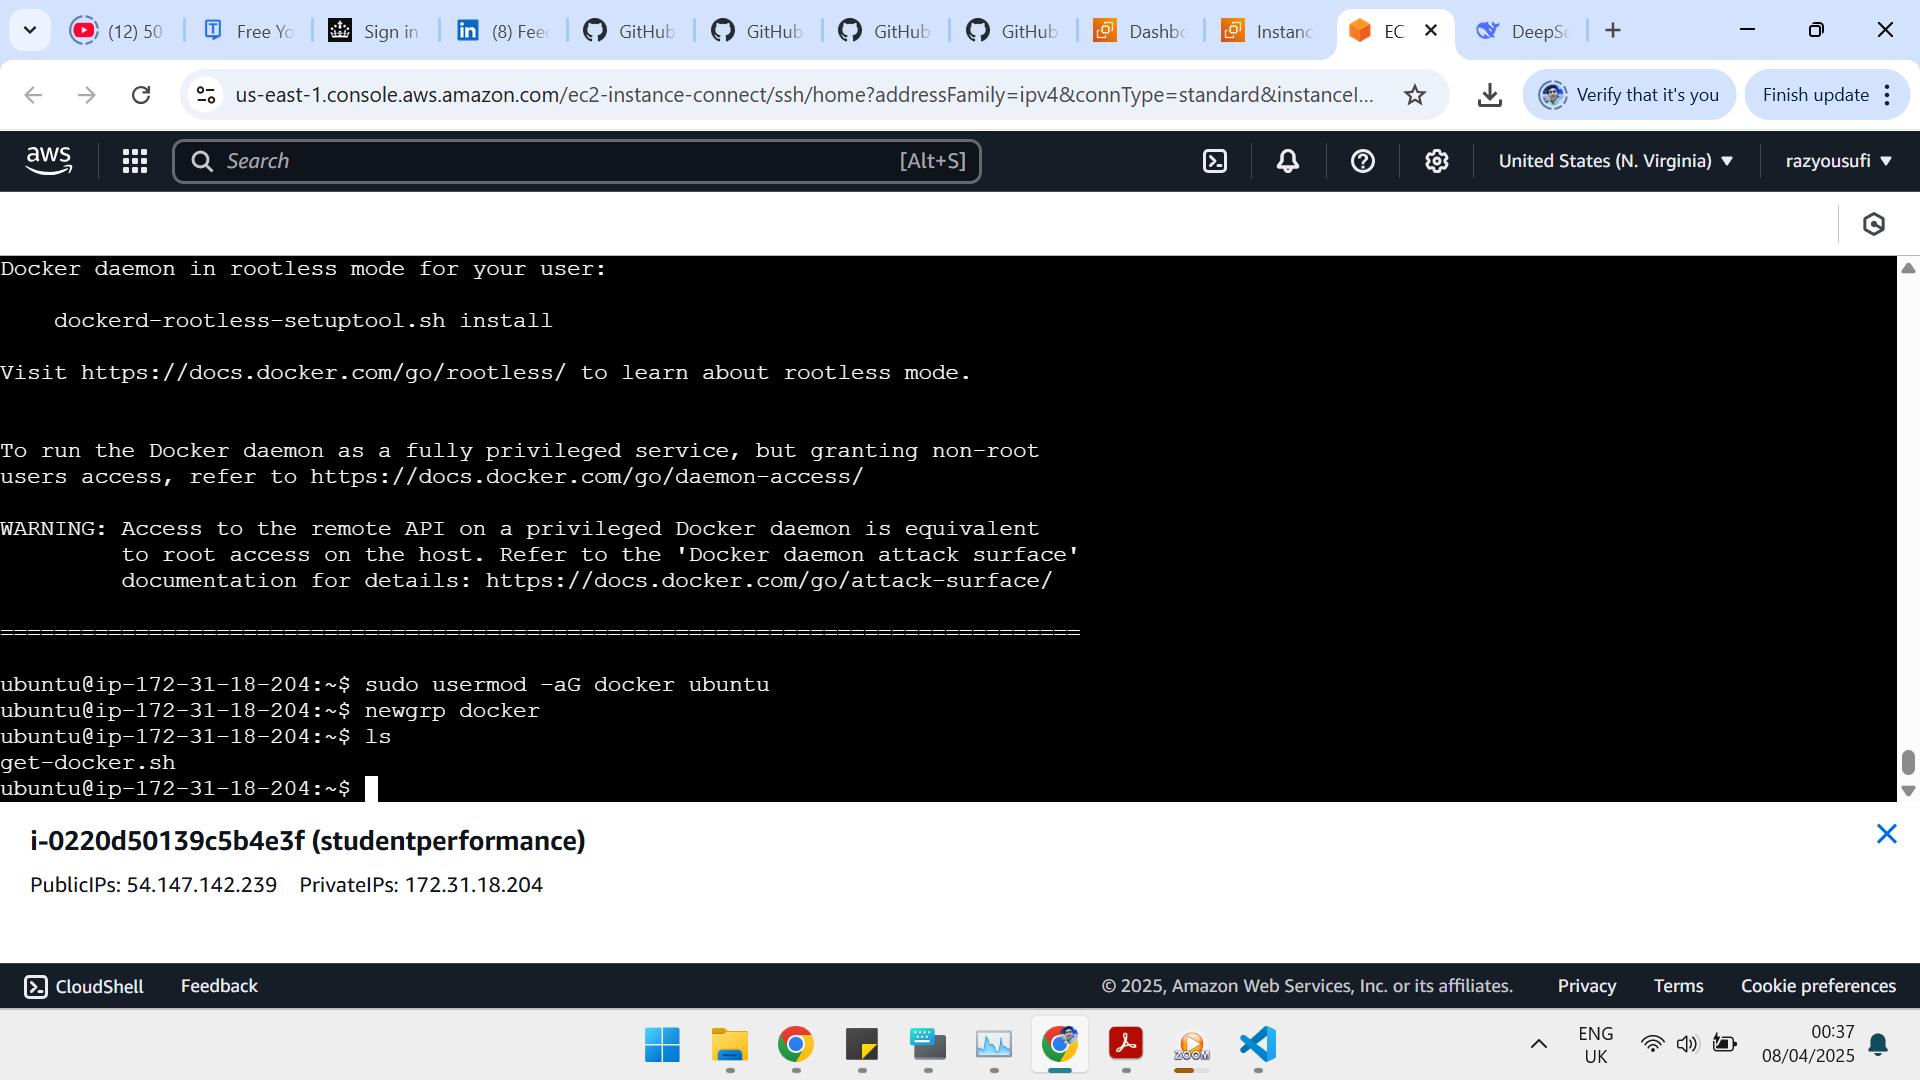 (12) 50
Free Yo
Sign in
(8) Fee
GitHub
GitHub
GitHub
GitHub
Dashbo
Instanc
EC
DeepSe
us-east-1.console.aws.amazon.com/ec2-instance-connect/ssh/home?addressFamily=ipv4&connType=standard&instanceI...
Verify that it's you
Finish update
aws
Search
[Alt+S]
United States (N. Virginia)
razyousufi
Docker daemon in rootless mode for your user:
dockerd-rootless-setuptool.sh install
Visit https://docs.docker.com/go/rootless/ to learn about rootless mode.
To run the Docker daemon as a fully privileged service, but granting non-root
users access, refer to https://docs.docker.com/go/daemon-access/
WARNING: Access to the remote API on a privileged Docker daemon is equivalent
to root access on the host. Refer to the 'Docker daemon attack surface'
documentation for details: https://docs.docker.com/go/attack-surface/
================================================================================
ubuntu@ip-172-31-18-204:~$ sudo usermod -aG docker ubuntu
ubuntu@ip-172-31-18-204:~$ newgrp docker
ubuntu@ip-172-31-18-204:~$ ls
get-docker.sh
ubuntu@ip-172-31-18-204:~$
i-0220d50139c5b4e3f (studentperformance)
PublicIPs: 54.147.142.239 PrivateIPs: 172.31.18.204
CloudShell
Feedback
© 2025, Amazon Web Services, Inc. or its affiliates.
Privacy
Terms
Cookie preferences
ZOOM
ENG
UK
00:37
08/04/2025